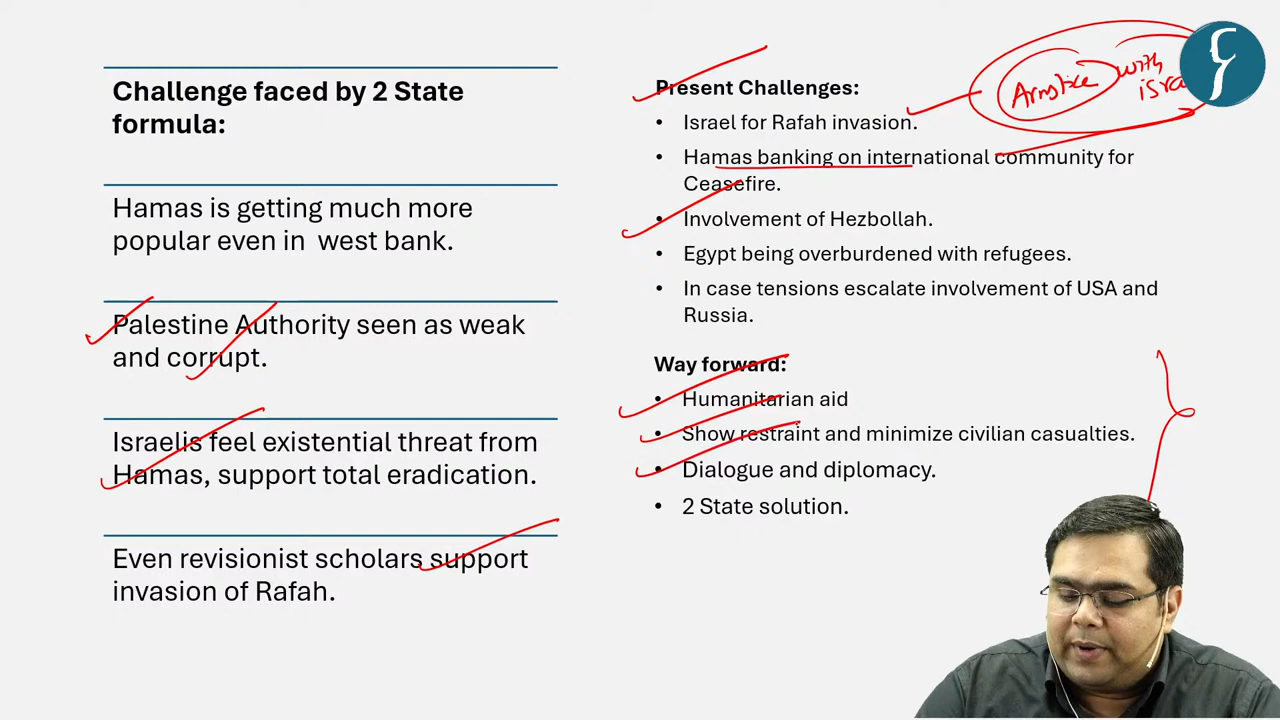 Challenge faced by 2 State
formula:
Hamas is getting much more
popular even in west bank.
Palestine Authority seen as weak
and corrupt.
Israelis feel existential threat from
Hamas, support total eradication.
Even revisionist scholars support
invasion of Rafah.
Present Challenges:
• Israel for Rafah invasion.
• Hamas banking on international community for
Ceasefire.
• Involvement of Hezbollah.
• Egypt being overburdened with refugees.
• In case tensions escalate involvement of USA and
Russia.
Way forward:
• Humanitarian aid
• Show restraint and minimize civilian casualties.
• Dialogue and diplomacy.
• 2 State solution.
with